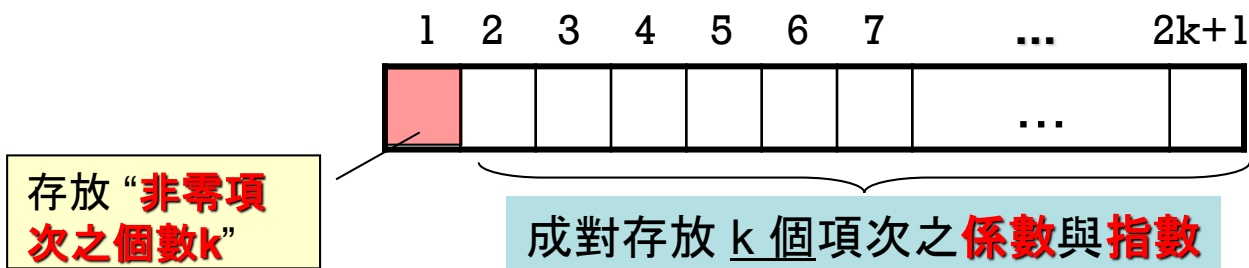 1 2 3 4 5 6 7 ... 2k+1
...
存放 “非零項
次之個數k”
成對存放 k 個項次之係數與指數